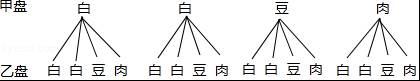 甲盘 白 白 豆 肉
乙盘 白 白 豆 肉 白 白 豆 肉 白 白 豆 肉 白 白 豆 肉